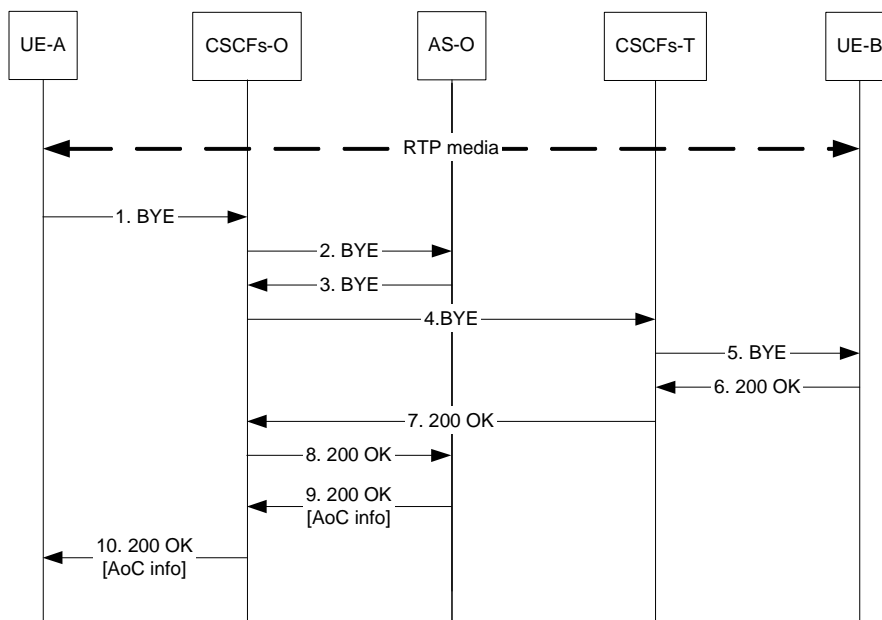 UE-A
CSCFs-O
AS-O
CSCFs-T
UE-B
RTP media
1. BYE
2. BYE
3. BYE
4.BYE
5. BYE
6. 200 OK
7. 200 OK
8. 200 OK
9. 200 OK
[AoC info]
10. 200 OK
[AoC info]